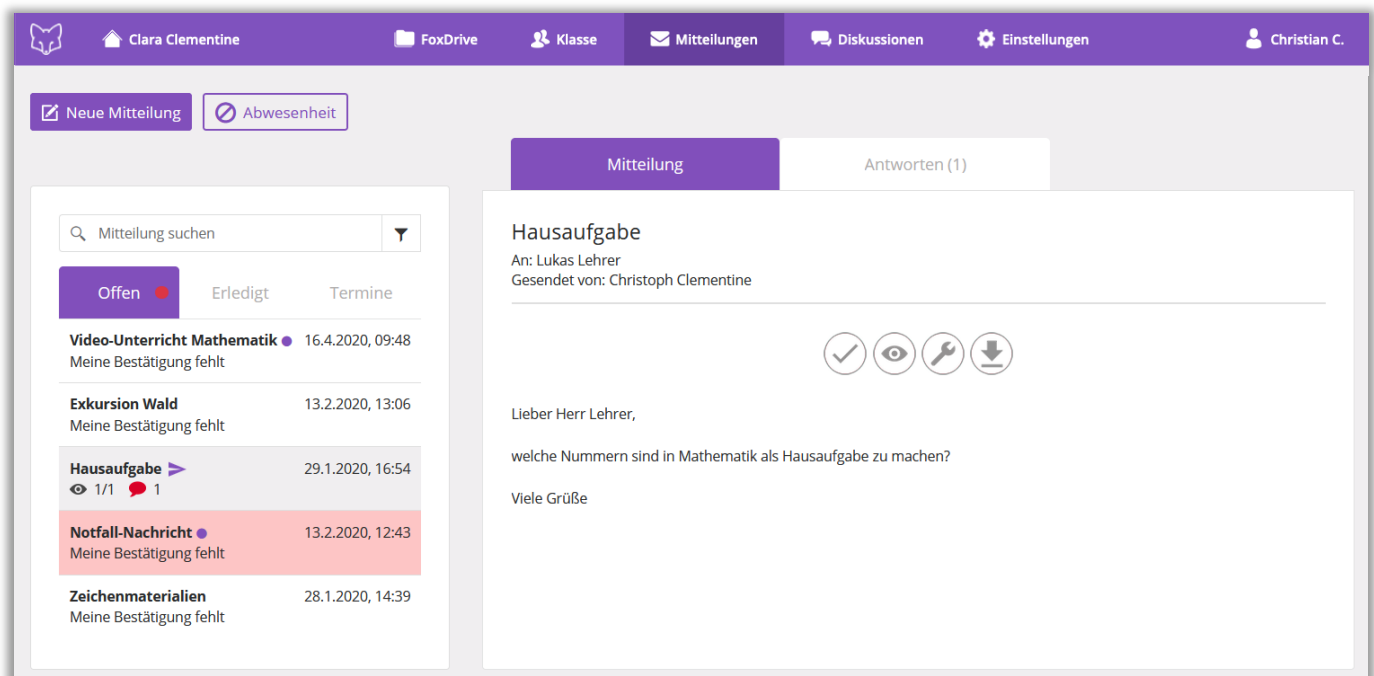 Clara Clementine
FoxDrive
Klasse
Mitteilungen
Diskussionen
Einstellungen
Christian C.
Neue Mitteilung
Abwesenheit
Mitteilung suchen
Offen
Erledigt
Termine
Video-Unterricht Mathematik 16.4.2020, 09:48
Meine Bestätigung fehlt
Exkursion Wald 13.2.2020, 13:06
Meine Bestätigung fehlt
Hausaufgabe 29.1.2020, 16:54
1/1 1
Notfall-Nachricht 13.2.2020, 12:43
Meine Bestätigung fehlt
Zeichenmaterialien 28.1.2020, 14:39
Meine Bestätigung fehlt
Mitteilung
Antworten (1)
Hausaufgabe
An: Lukas Lehrer
Gesendet von: Christoph Clementine
Lieber Herr Lehrer,
welche Nummern sind in Mathematik als Hausaufgabe zu machen?
Viele Grüße